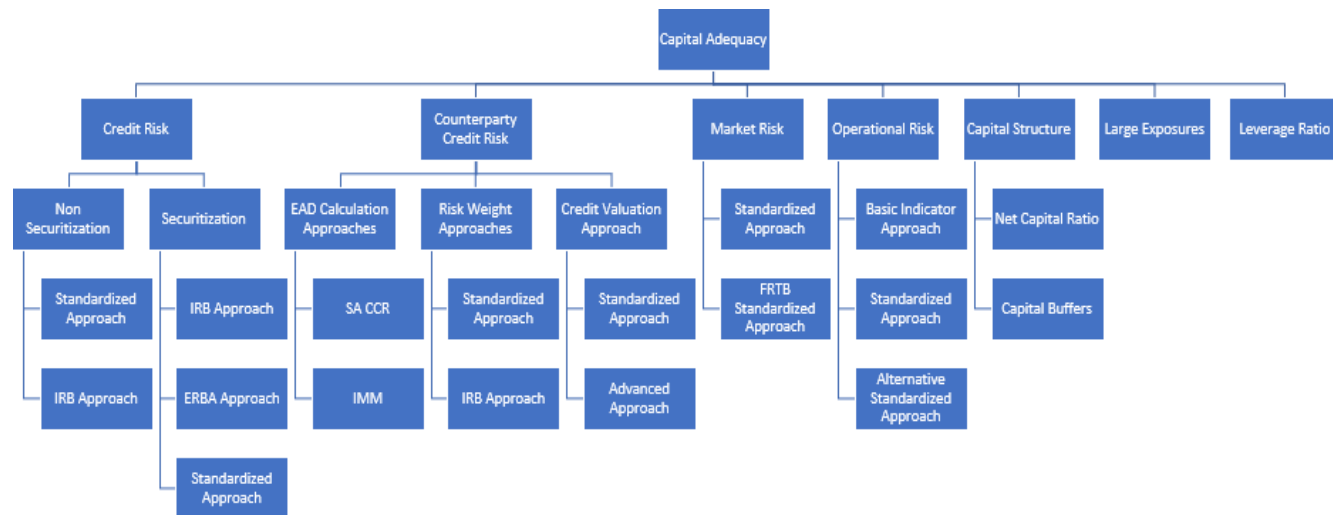 Capital Adequacy
Credit Risk
Counterparty
Credit Risk
Market Risk
Operational Risk
Capital Structure
Large Exposures
Leverage Ratio
Non
Securitization
Securitization
EAD Calculation
Approaches
Risk Weight
Approaches
Credit Valuation
Approach
Standardized
Approach
Basic Indicator
Approach
Net Capital Ratio
Standardized
Approach
IRB Approach
SA CCR
Standardized
Approach
Standardized
Approach
FRTB
Standardized
Approach
Standardized
Approach
Capital Buffers
IRB Approach
ERBA Approach
IMM
IRB Approach
Advanced
Approach
Alternative
Standardized
Approach
Standardized
Approach